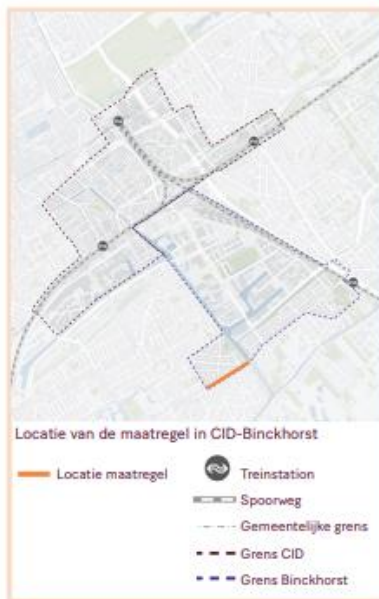 Locatie van de maatregel in CID-Binckhorst
Locatie maatregel
Treinstation
Spoorweg
Gemeentelijke grens
Grens CID
Grens Binckhorst